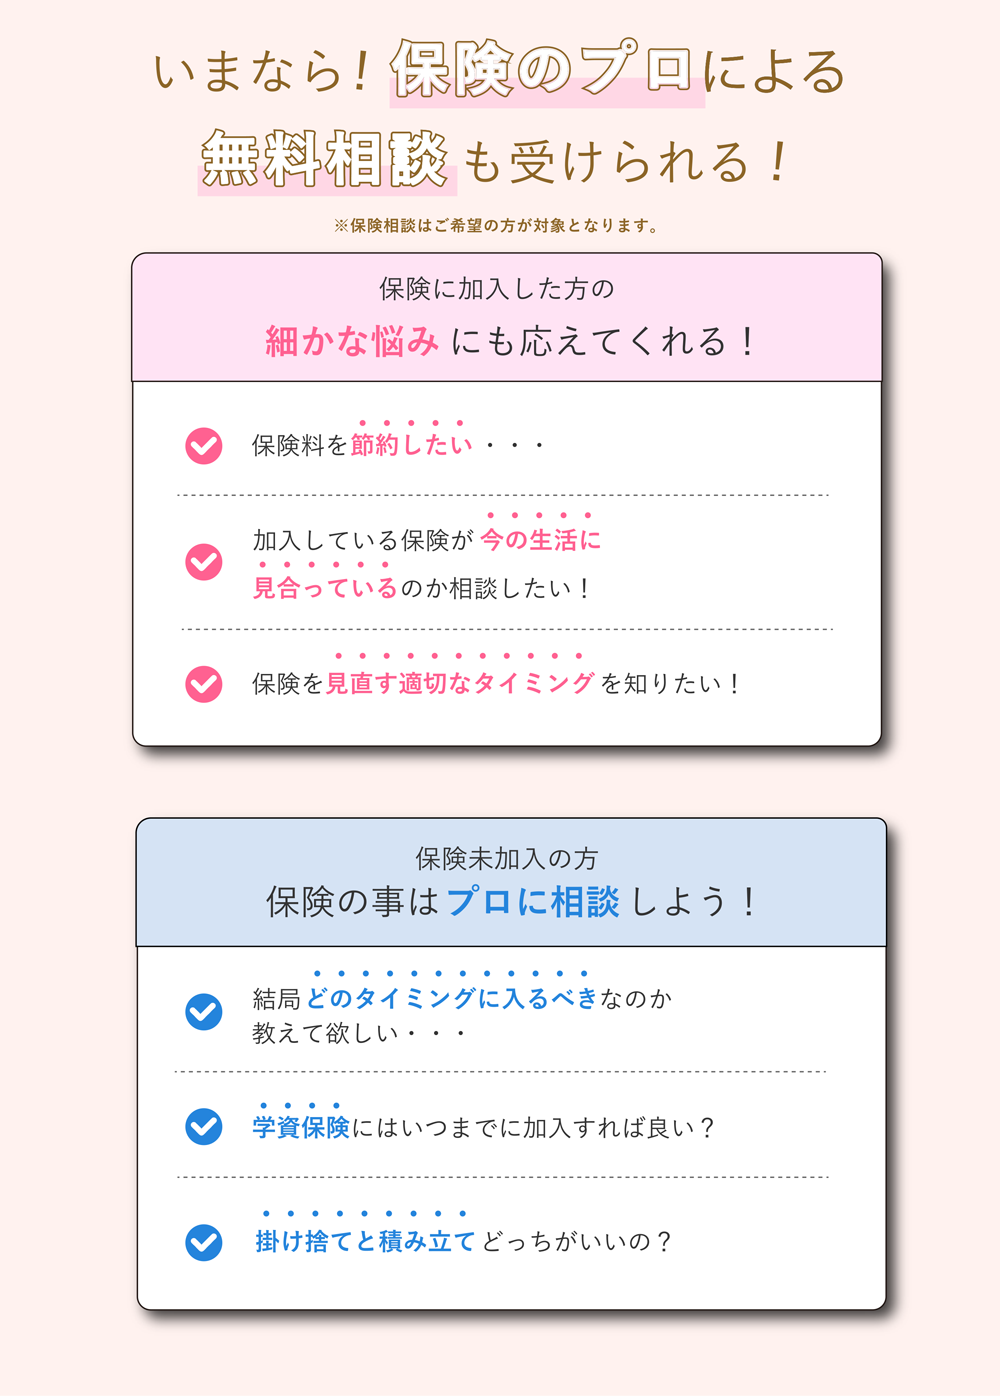 いまなら！保険のプロによる
無料相談も受けられる！
※保険相談はご希望の方が対象となります。
保険に加入した方の
細かな悩みにも応えてくれる！
保険料を節約したい・・・
加入している保険が今の生活に
見合っているのか相談したい！
保険を見直す適切なタイミングを知りたい！
保険未加入の方
保険の事はプロに相談しよう！
結局どのタイミングに入るべきなのか
教えて欲しい・・・
学資保険にはいつまでに加入すれば良い？
掛け捨てと積み立てどっちがいいの？